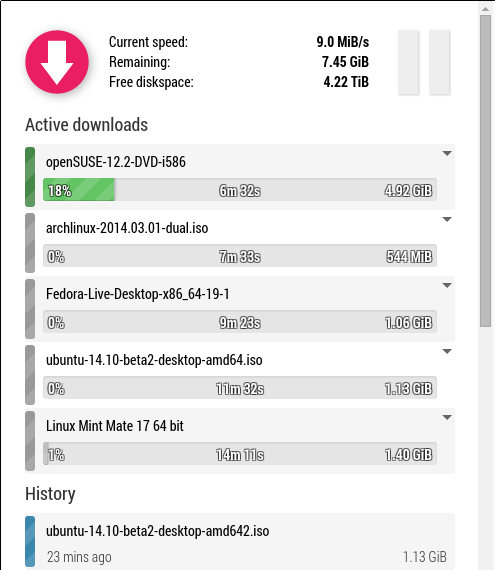 Current speed: 9.0 MiB/s
Remaining: 7.45 GiB
Free diskspace: 4.22 TiB
Active downloads
openSUSE-12.2-DVD-i586
18% 6m 32s 4.92 GiB
archlinux-2014.03.01-dual.iso
0% 7m 33s 544 MiB
Fedora-Live-Desktop-x86_64-19-1
0% 9m 23s 1.06 GiB
ubuntu-14.10-beta2-desktop-amd64.iso
0% 11m 32s 1.13 GiB
Linux Mint Mate 17 64 bit
1% 14m 11s 1.40 GiB
History
ubuntu-14.10-beta2-desktop-amd642.iso
23 mins ago 1.13 GiB